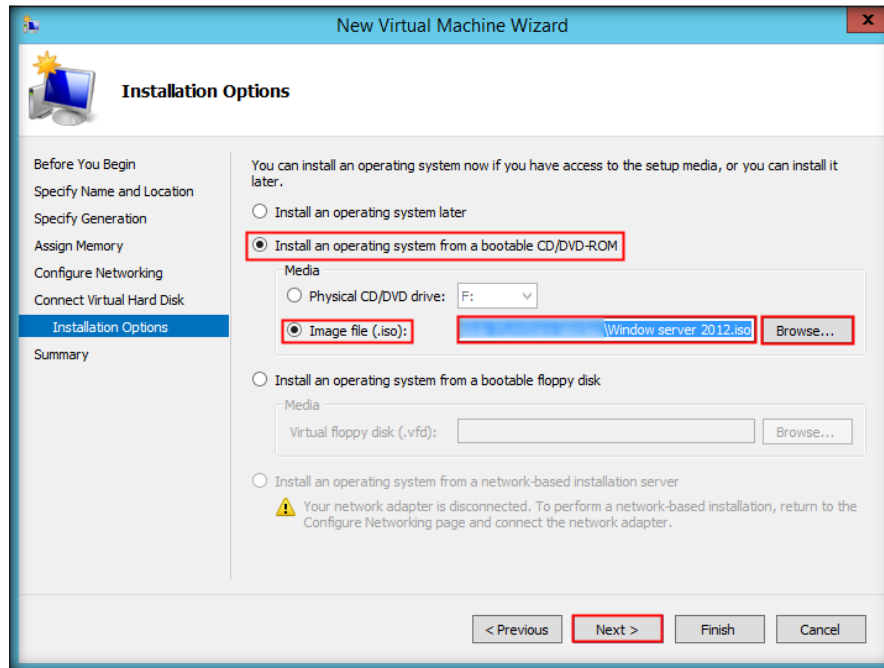 New Virtual Machine Wizard
x
Installation Options
Before You Begin
Specify Name and Location
Specify Generation
Assign Memory
Configure Networking
Connect Virtual Hard Disk
Installation Options
Summary
You can install an operating system now if you have access to the setup media, or you can install it
later.
Install an operating system later
Install an operating system from a bootable CD/DVD-ROM
Media
Physical CD/DVD drive: F:
Image file (.iso): \Window server 2012.iso Browse...
Install an operating system from a bootable floppy disk
Media
Virtual floppy disk (.vfd): Browse...
Install an operating system from a network-based installation server
Your network adapter is disconnected. To perform a network-based installation, return to the
Configure Networking page and connect the network adapter.
< Previous Next > Finish Cancel